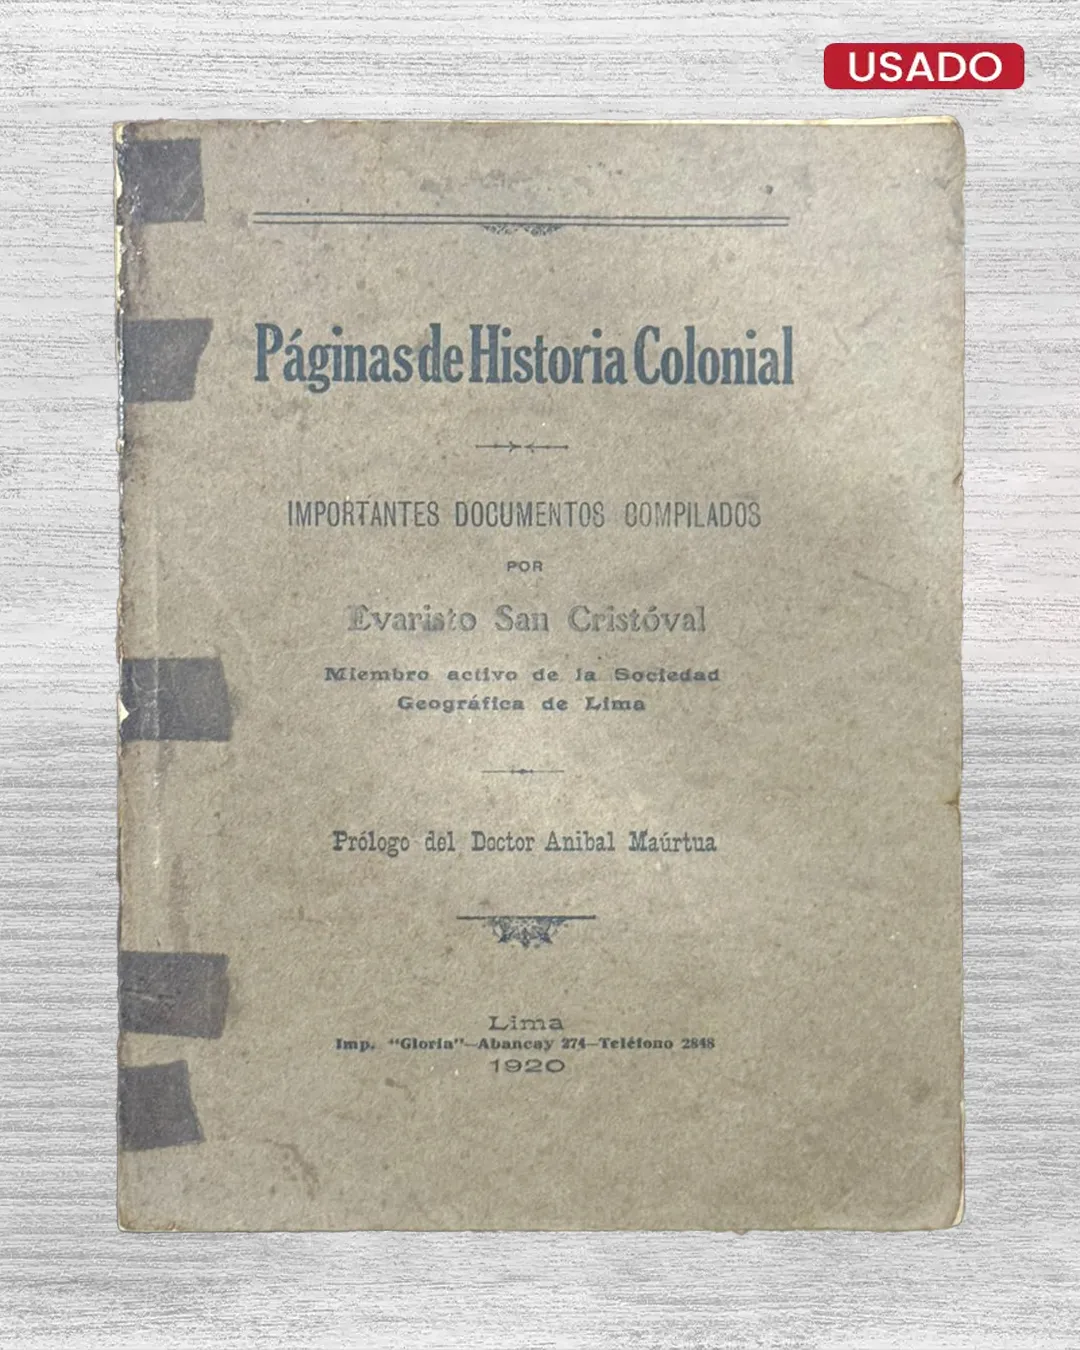 USADO
Páginas de Historia Colonial
IMPORTANTES DOCUMENTOS COMPILADOS
POR
Evaristo San Cristóval
Miembro activo de la Sociedad
Geográfica de Lima
Prólogo del Doctor Anibal Maúrtua
Lima
Imp. "Gloria"—Abancay 274—Teléfono 2848
1920